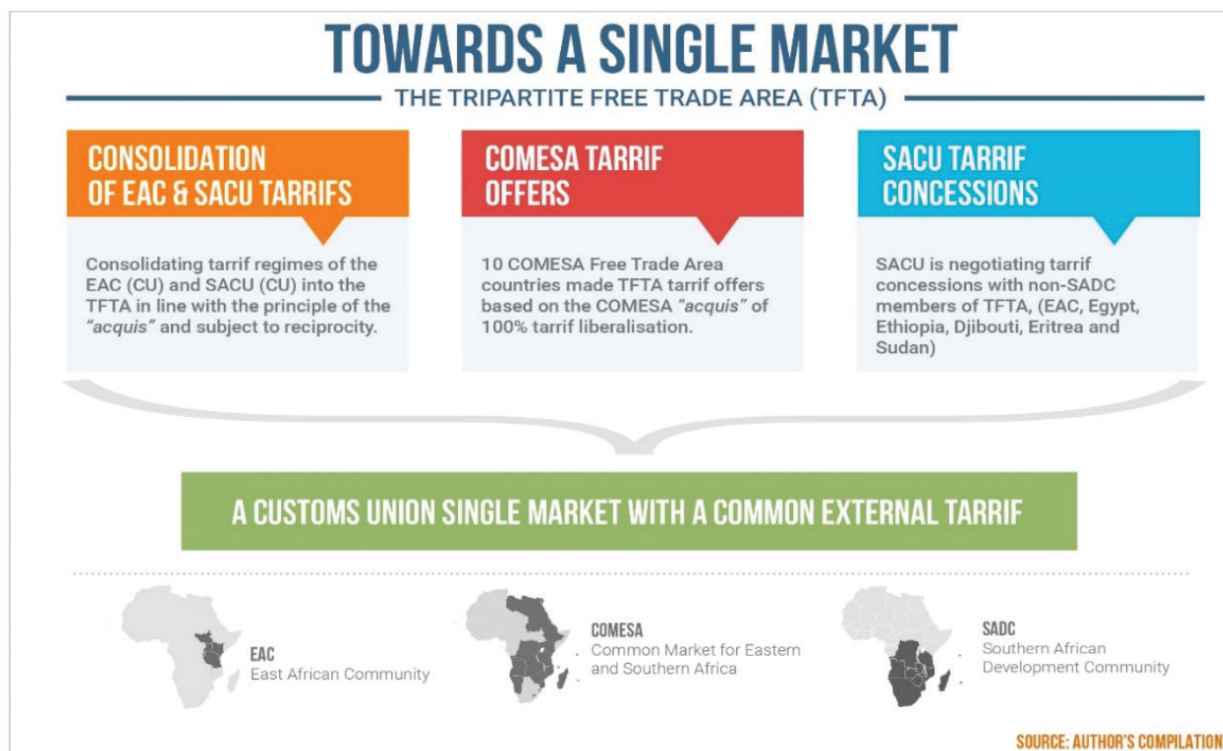 TOWARDS A SINGLE MARKET
THE TRIPARTITE FREE TRADE AREA (TFTA)
CONSOLIDATION
OF EAC & SACU TARRIFS
Consolidating tarrif regimes of the
EAC (CU) and SACU (CU) into the
TFTA in line with the principle of the
“acquis” and subject to reciprocity.
COMESA TARRIF
OFFERS
10 COMESA Free Trade Area
countries made TFTA tarrif offers
based on the COMESA “acquis” of
100% tarrif liberalisation.
SACU TARRIF
CONCESSIONS
SACU is negotiating tarrif
concessions with non-SADC
members of TFTA, (EAC, Egypt,
Ethiopia, Djibouti, Eritrea and
Sudan)
A CUSTOMS UNION SINGLE MARKET WITH A COMMON EXTERNAL TARRIF
EAC
East African Community
COMESA
Common Market for Eastern
and Southern Africa
SADC
Southern African
Development Community
SOURCE: AUTHOR'S COMPILATION